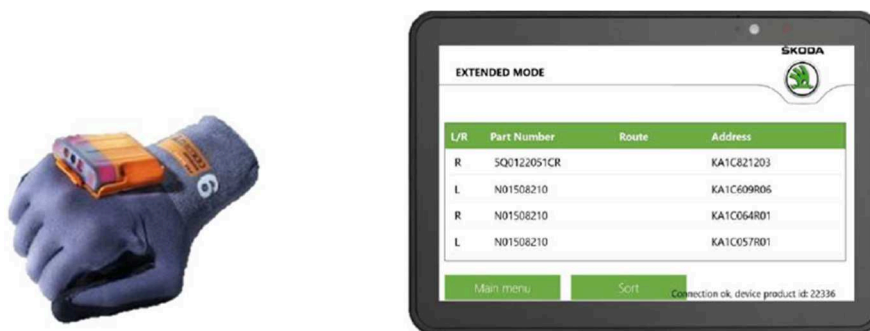 6
ŠKODA
EXTENDED MODE
L/R Part Number Route Address
R 5Q0122051CR KA1C821203
L N01508210 KA1C609R06
R N01508210 KA1C064R01
L N01508210 KA1C057R01
Main menu Sort
Connection ok, device product id: 22336